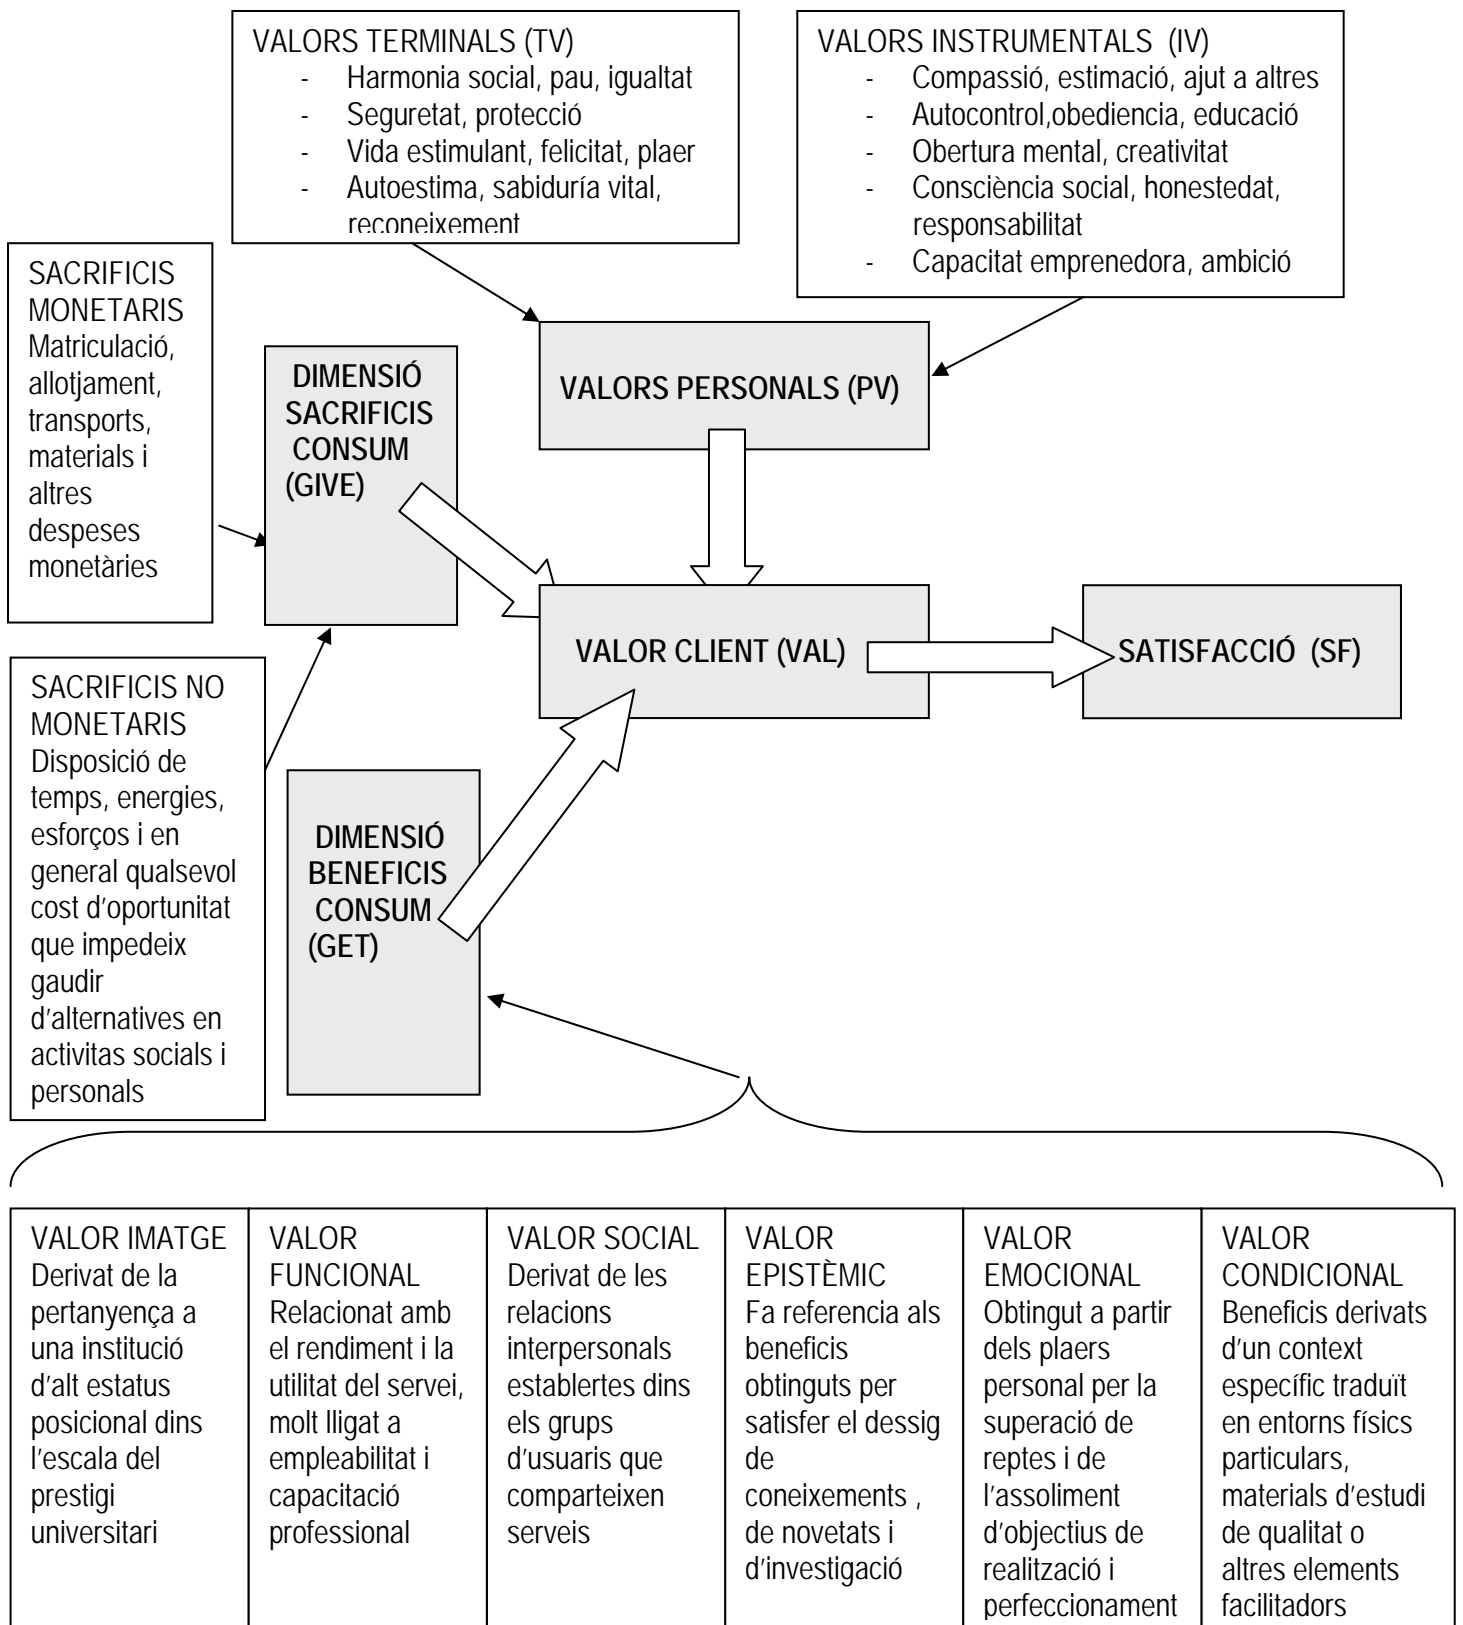 VALORS TERMINALS (TV)
- Harmonia social, pau, igualtat
- Seguretat, protecció
- Vida estimulant, felicitat, plaer
- Autoestima, sabiduría vital,
reconeixement
VALORS INSTRUMENTALS (IV)
- Compassió, estimació, ajut a altres
- Autocontrol,obediencia, educació
- Obertura mental, creativitat
- Consciència social, honestedat,
responsabilitat
- Capacitat emprenedora, ambició
SACRIFICIS
MONETARIS
Matriculació,
allotjament,
transports,
materials i
altres
despeses
monetàries
DIMENSIÓ
SACRIFICIS
CONSUM
(GIVE)
VALORS PERSONALS (PV)
VALOR CLIENT (VAL)
SATISFACCIÓ (SF)
SACRIFICIS NO
MONETARIS
Disposició de
temps, energies,
esforços i en
general qualsevol
cost d'oportunitat
que impedeix
gaudir
d'alternatives en
activitas socials i
personals
DIMENSIÓ
BENEFICIS
CONSUM
(GET)
VALOR IMATGE
Derivat de la
pertanyença a
una institució
d'alt estatus
posicional dins
l'escala del
prestigi
universitari
VALOR
FUNCIONAL
Relacionat amb
el rendiment i la
utilitat del servei,
molt lligat a
empleabilitat i
capacitació
professional
VALOR SOCIAL
Derivat de les
relacions
interpersonals
establertes dins
els grups
d'usuaris que
comparteixen
serveis
VALOR
EPISTÈMIC
Fa referencia als
beneficis
obtinguts per
satisfer el dessig
de
coneixements ,
de novetats i
d'investigació
VALOR
EMOCIONAL
Obtingut a partir
dels plaers
personal per la
superació de
reptes i de
l'assoliment
d'objectius de
realització i
perfeccionament
VALOR
CONDICIONAL
Beneficis derivats
d'un context
específic traduït
en entorns físics
particulars,
materials d'estudi
de qualitat o
altres elements
facilitadors